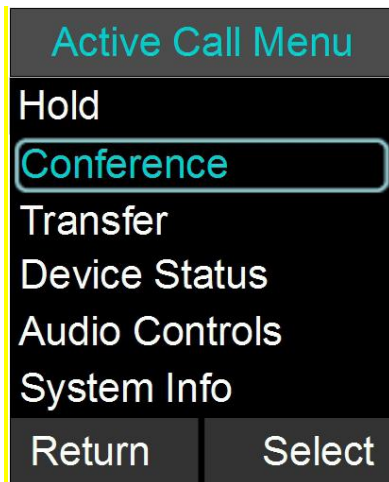 Active Call Menu
Hold
Conference
Transfer
Device Status
Audio Controls
System Info
Return Select